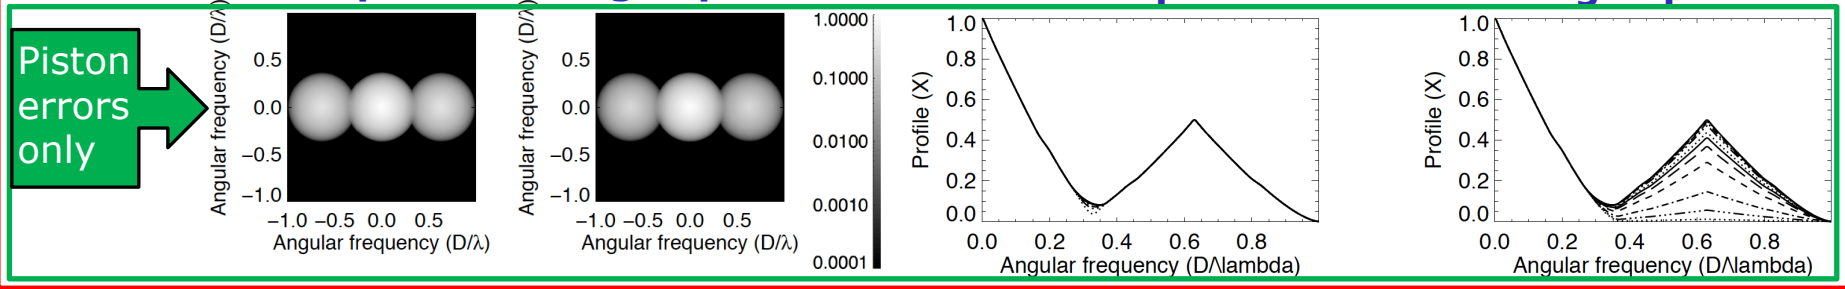 Piston
errors
only
Angular frequency (D/λ)
0.5
0.0
−0.5
−1.0
−1.0 −0.5 0.0 0.5
Angular frequency (D/λ)
Angular frequency (D/λ)
0.5
0.0
−0.5
−1.0
−1.0 −0.5 0.0 0.5
Angular frequency (D/λ)
1.0000
0.1000
0.0100
0.0010
0.0001
Profile (X)
1.0
0.8
0.6
0.4
0.2
0.0
0.0 0.2 0.4 0.6 0.8
Angular frequency (D/\lambda)
Profile (X)
1.0
0.8
0.6
0.4
0.2
0.0
0.0 0.2 0.4 0.6 0.8
Angular frequency (D/\lambda)